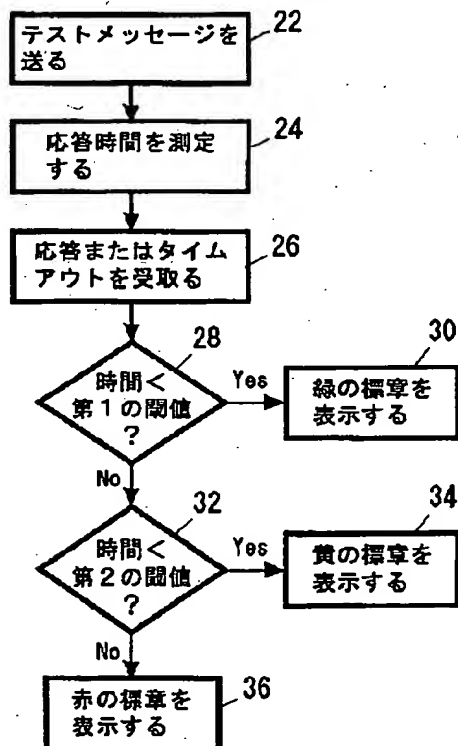 テストメッセージを
送る
22
応答時間を測定
する
24
応答またはタイム
アウトを受取る
26
28
時間<
第1の閾値
?
Yes
30
緑の標章を
表示する
No
32
時間<
第2の閾値
?
Yes
34
黄の標章を
表示する
No
赤の標章を
表示する
36